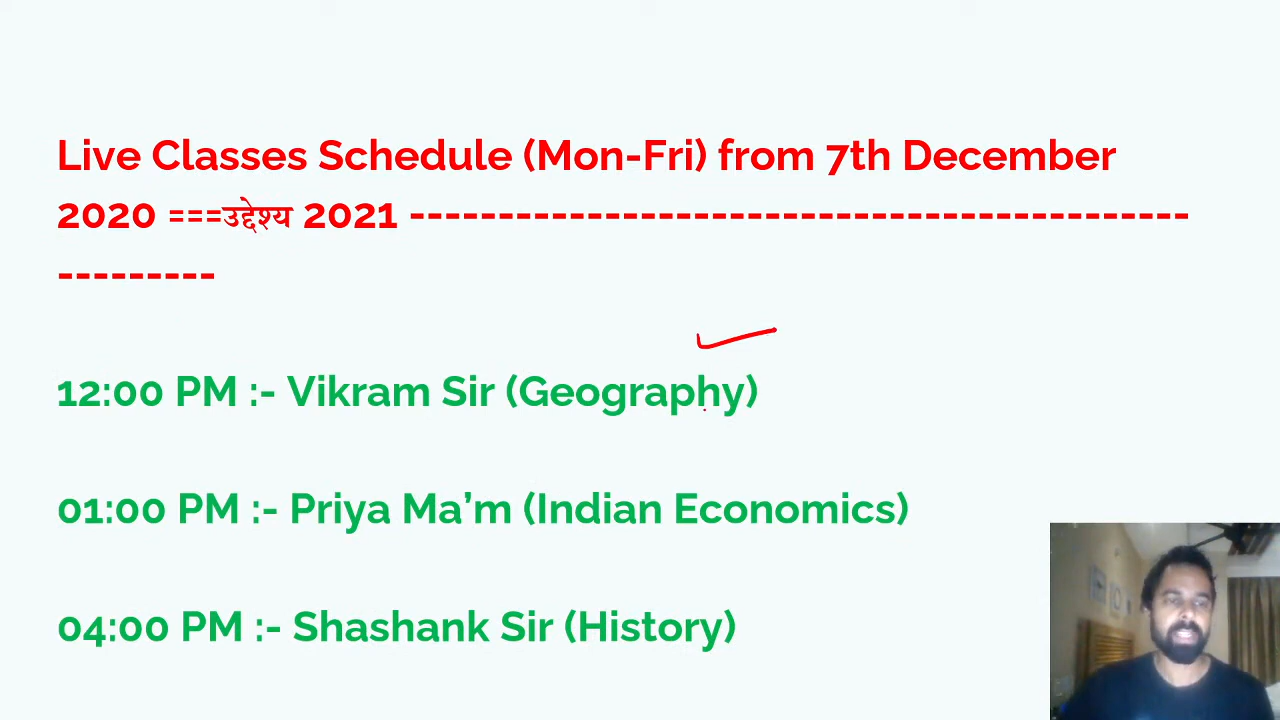 Live Classes Schedule (Mon-Fri) from 7th December
2020 ===उद्देश्य 2021 -------------------------------------------
---------
12:00 PM :- Vikram Sir (Geography)
01:00 PM :- Priya Ma’m (Indian Economics)
04:00 PM :- Shashank Sir (History)